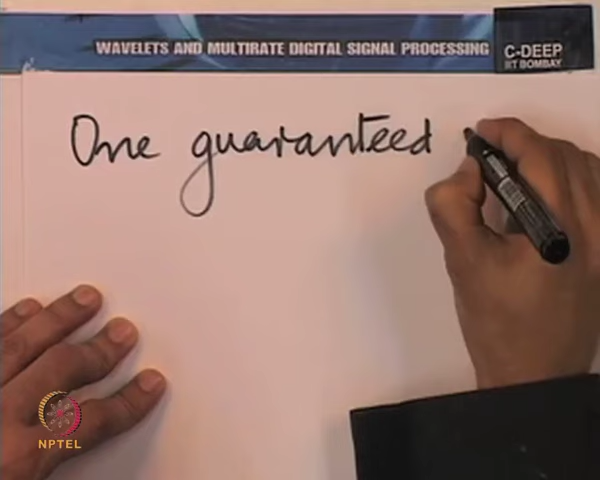 WAVELETS AND MULTIRATE DIGITAL SIGNAL PROCESSING
C-DEEP
IIT BOMBAY
One guaranteed
NPTEL